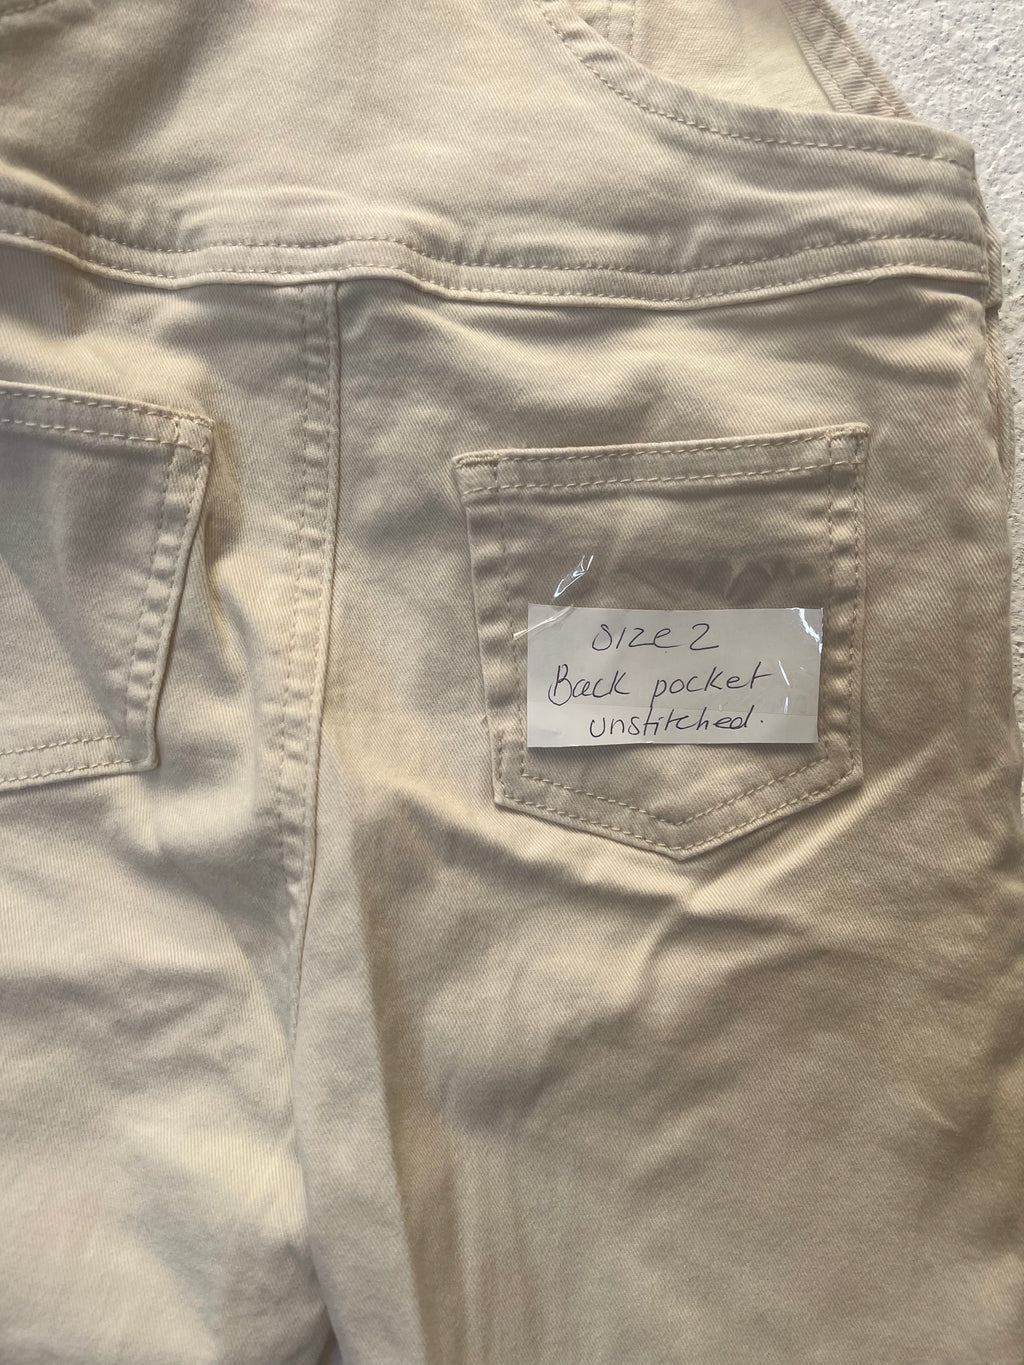 Size 2
Back pocket
unstitched.